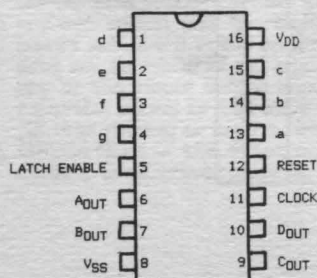 d 1 16 VDD
e 2 15 c
f 3 14 b
g 4 13 a
LATCH ENABLE 5 12 RESET
AOUT 6 11 CLOCK
BOUT 7 10 DOUT
VSS 8 9 COUT